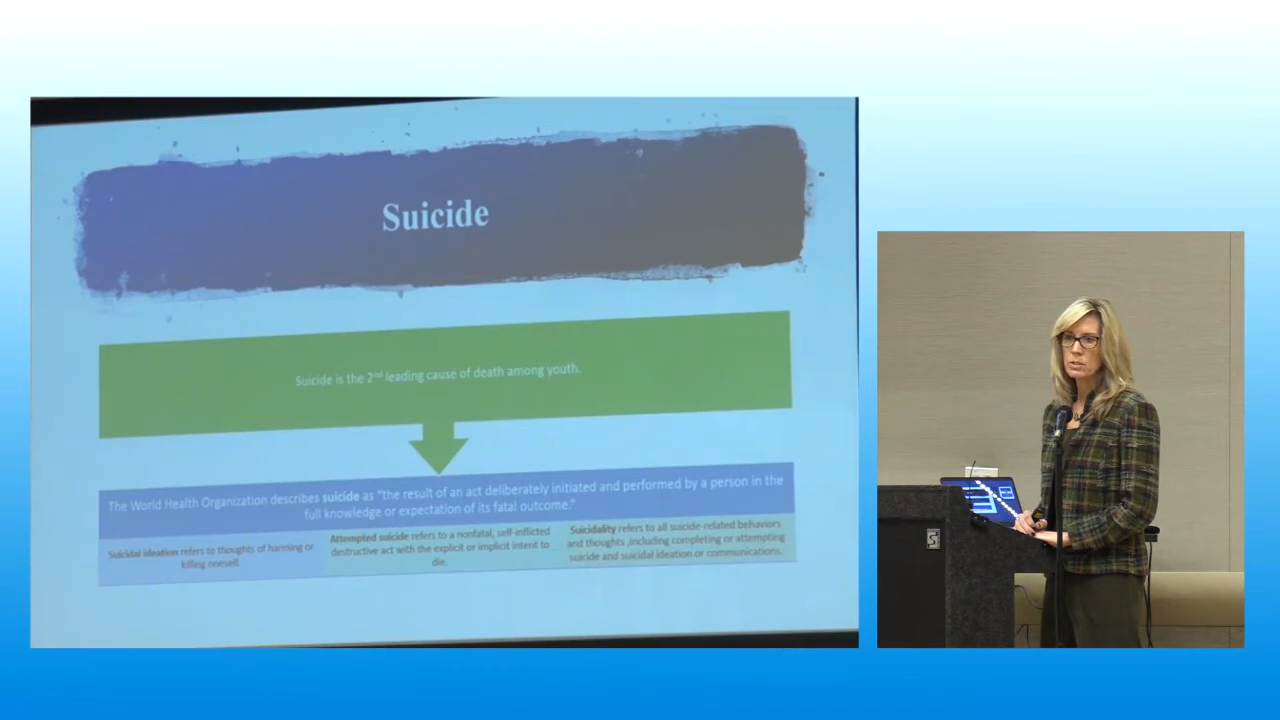 Suicide
Suicide is the 2nd leading cause of death among youth.
The World Health Organization describes suicide as "the result of an act deliberately initiated and performed by a person in the
full knowledge or expectation of its fatal outcome."
Suicidal ideation refers to thoughts of harming or
killing oneself.
Attempted suicide refers to a nonfatal, self-inflicted
destructive act with the explicit or implicit intent to
die.
Suicidality refers to all suicide-related behaviors
and thoughts ,including completing or attempting
suicide and suicidal ideation or communications.